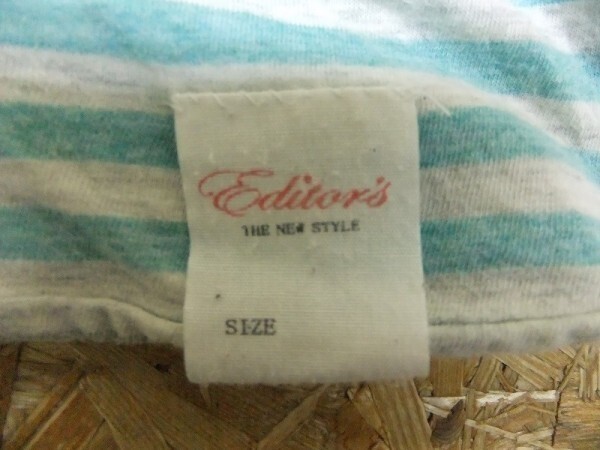 Editor's
THE NEW STYLE
SIZE